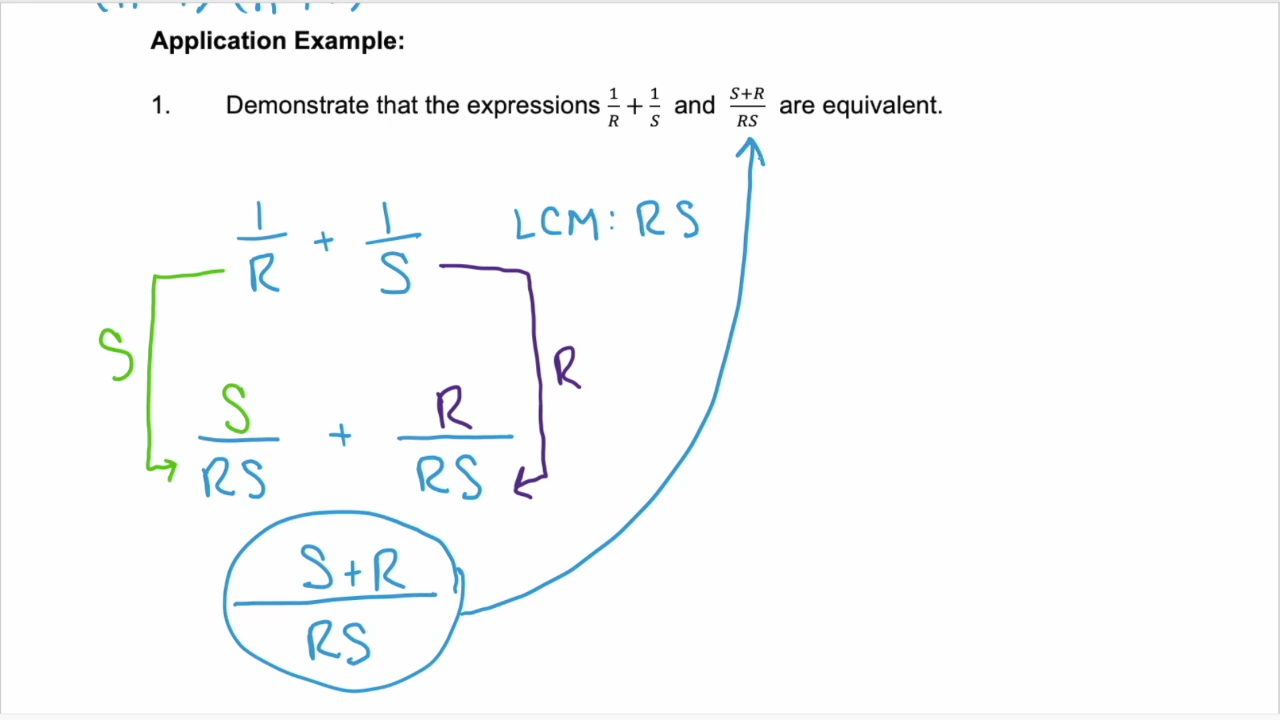 Application Example:
1. Demonstrate that the expressions 1/R + 1/S and S+R/RS are equivalent.
1/R + 1/S LCM: RS
S R
S/RS + R/RS
S+R/RS